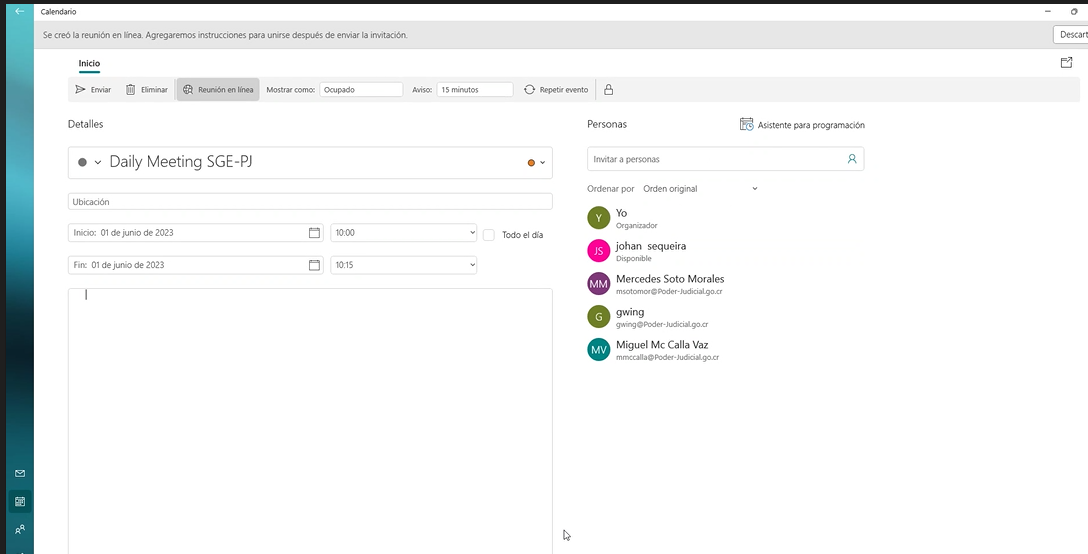 Calendario
Se creó la reunión en línea. Agregaremos instrucciones para unirse después de enviar la invitación.
Descart
Inicio
Enviar Eliminar Reunión en línea Mostrar como: Ocupado Aviso: 15 minutos Repetir evento
Detalles
Daily Meeting SGE-PJ
Ubicación
Inicio: 01 de junio de 2023 10:00 Todo el día
Fin: 01 de junio de 2023 10:15
Personas Asistente para programación
Invitar a personas
Ordenar por Orden original
Y Yo
Organizador
JS johan sequeira
Disponible
MM Mercedes Soto Morales
msotomor@Poder-Judicial.go.cr
G gwing
gwing@Poder-Judicial.go.cr
MV Miguel Mc Calla Vaz
mmccalla@Poder-Judicial.go.cr